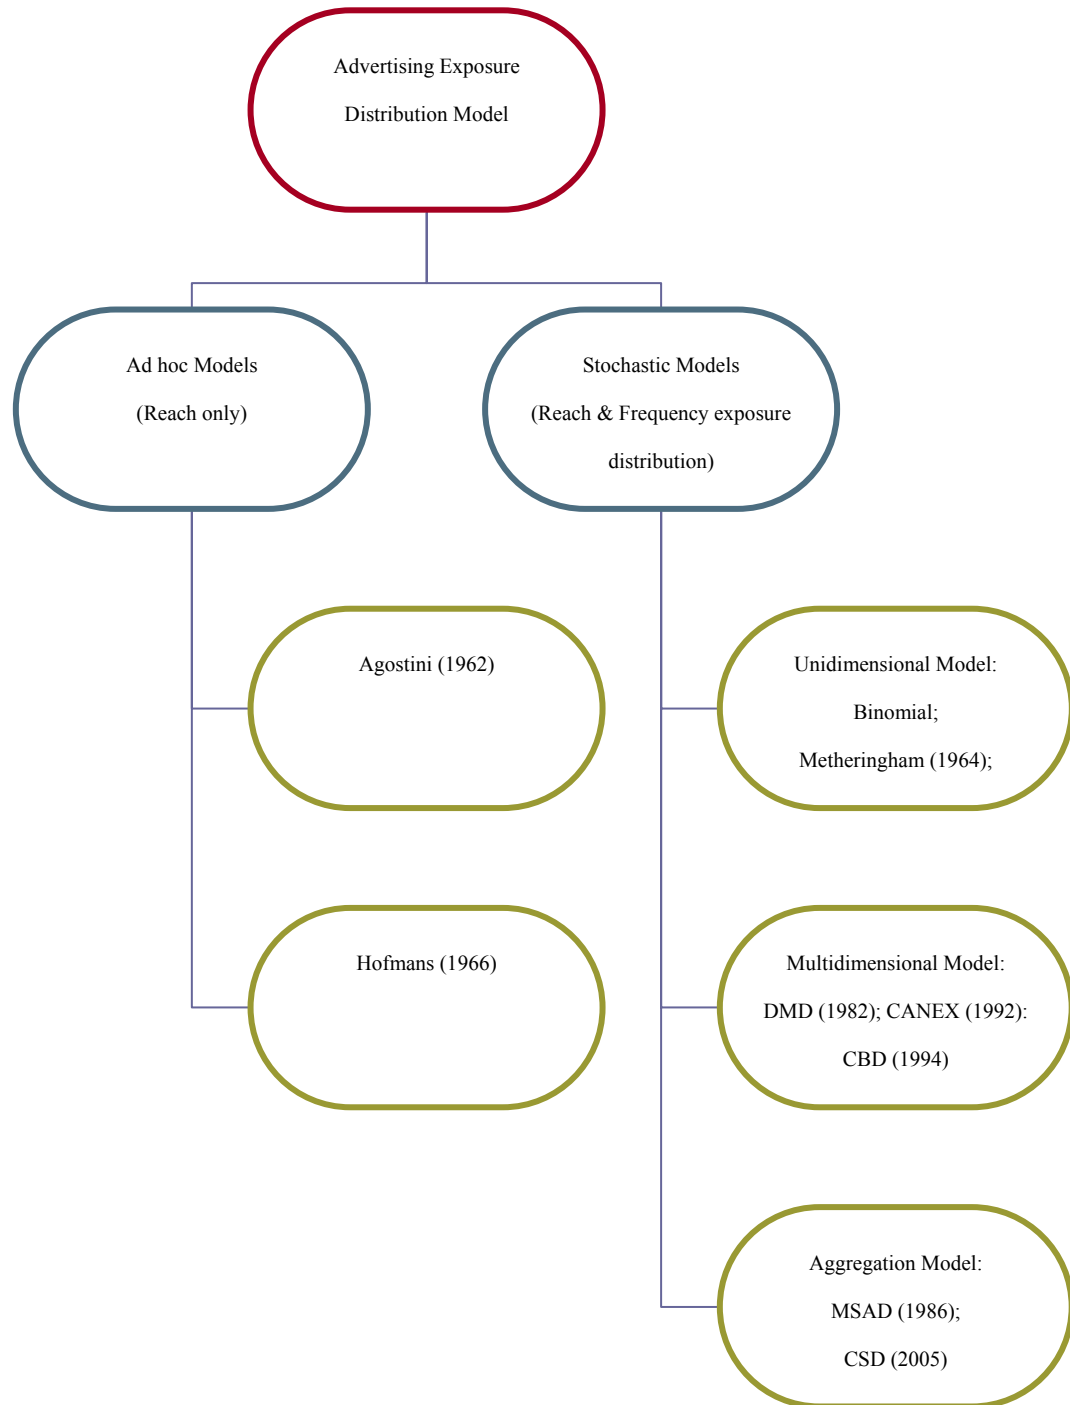 Advertising Exposure
Distribution Model
Ad hoc Models
(Reach only)
Stochastic Models
(Reach & Frequency exposure
distribution)
Agostini (1962)
Hofmans (1966)
Unidimensional Model:
Binomial;
Metheringham (1964);
Multidimensional Model:
DMD (1982); CANEX (1992):
CBD (1994)
Aggregation Model:
MSAD (1986);
CSD (2005)